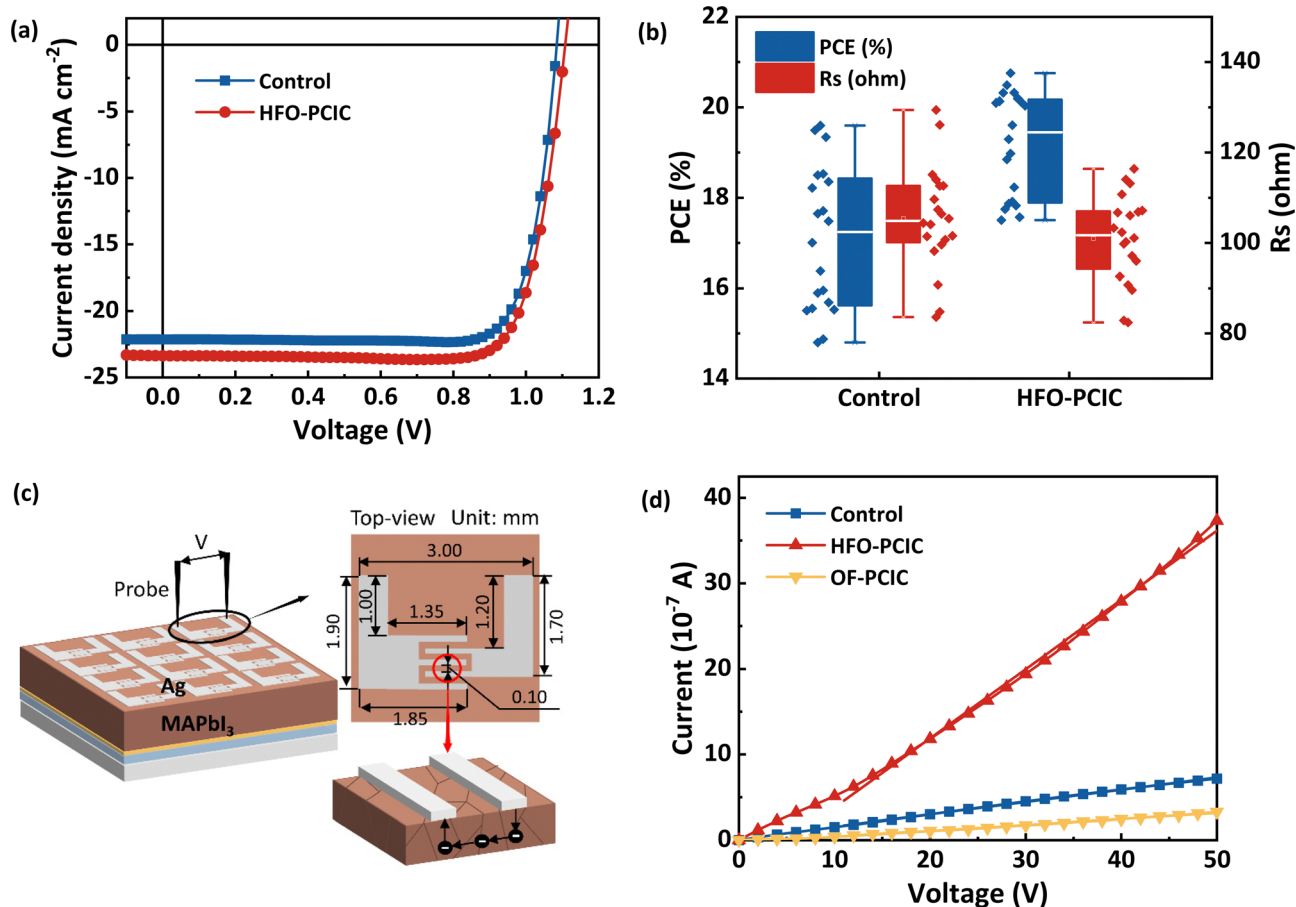 (a)
Current density (mA cm⁻²)
0
-5
-10
-15
-20
-25
Control
HFO-PCIC
0.0 0.2 0.4 0.6 0.8 1.0 1.2
Voltage (V)
(b)
PCE (%)
22
20
18
16
14
PCE (%)
Rs (ohm)
140
120
100
80
Rs (ohm)
Control HFO-PCIC
(c)
V
Probe
Ag
MAPbI₃
Top-view Unit: mm
3.00
1.90
1.00
1.35
1.20
1.70
0.10
1.85
(d)
Current (10⁻⁷ A)
40
30
20
10
0
Control
HFO-PCIC
OF-PCIC
0 10 20 30 40 50
Voltage (V)